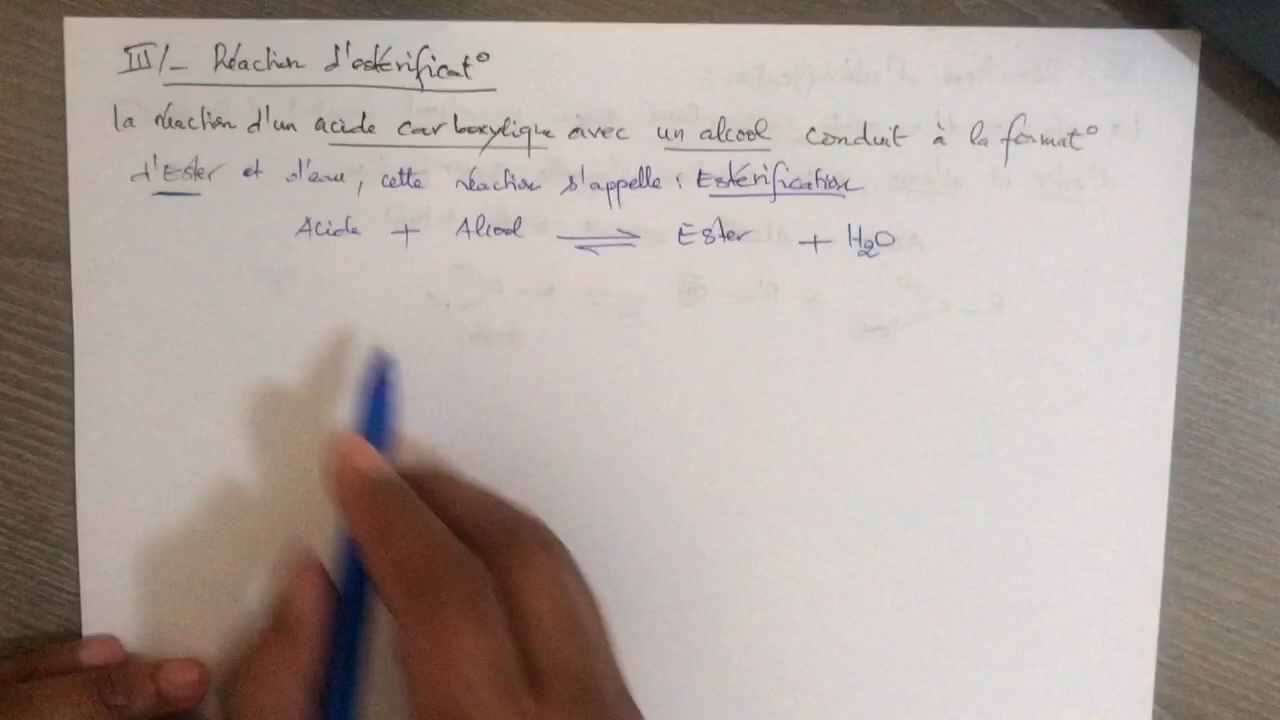 III/_ Réaction d'estérificat°
la réaction d'un acide carboxylique avec un alcool conduit à la format°
d'Ester et d'eau, cette réaction s'appelle : Estérification
Acide + Alcool ⇌ Ester + H2O